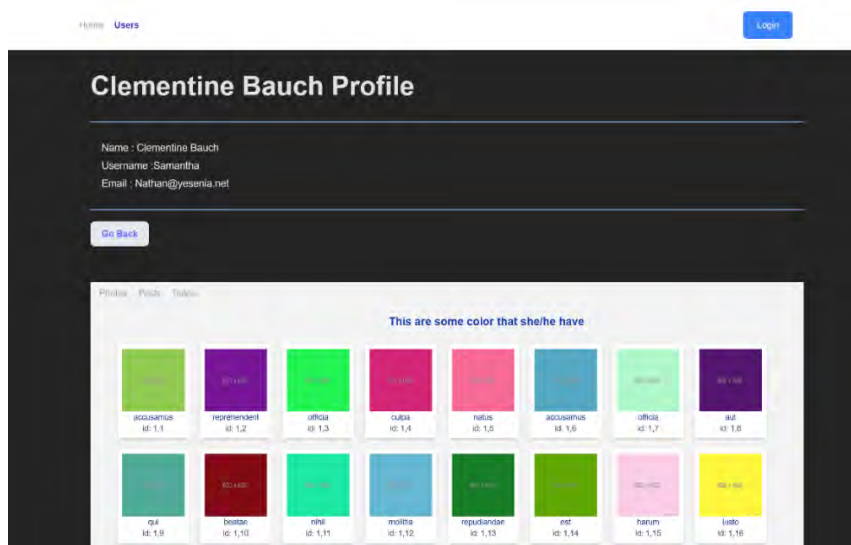 Home Users
Login
Clementine Bauch Profile
Name : Clementine Bauch
Username :Samantha
Email : Nathan@yesenia.net
Go Back
Photos Posts Todos
This are some color that she/he have
accusamus reprehenderit officia culpa natus accusamus officia aut
id: 1,1 id: 1,2 id: 1,3 id: 1,4 id: 1,5 id: 1,6 id: 1,7 id: 1,8
qui beatae nihil mollitia repudiandae est harum iusto
id: 1,9 id: 1,10 id: 1,11 id: 1,12 id: 1,13 id: 1,14 id: 1,15 id: 1,16